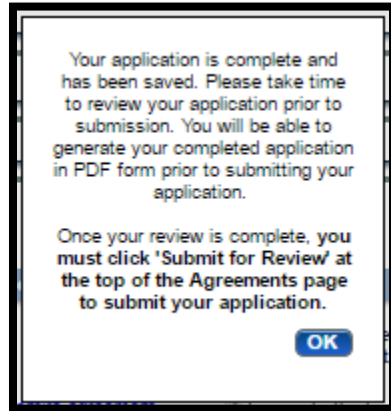 Your application is complete and
has been saved. Please take time
to review your application prior to
submission. You will be able to
generate your completed application
in PDF form prior to submitting your
application.
Once your review is complete, you
must click 'Submit for Review' at
the top of the Agreements page
to submit your application.
OK